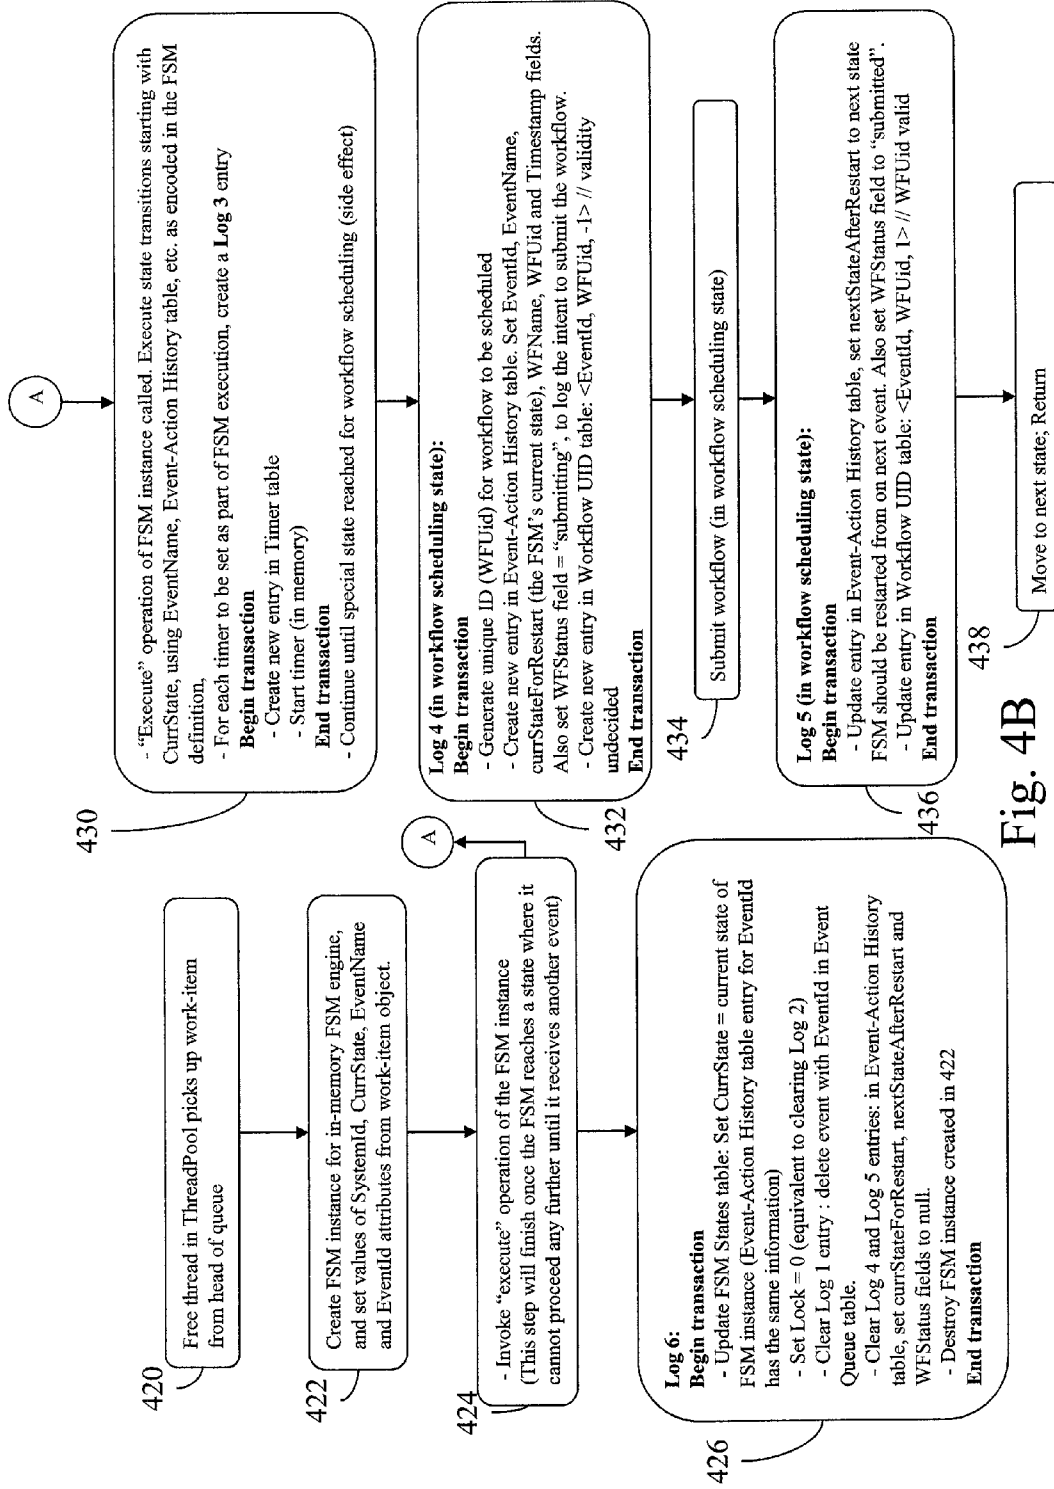 420
Free thread in ThreadPool picks up work-item
from head of queue
422
Create FSM instance for in-memory FSM engine,
and set values of SystemId, CurrState, EventName
and EventId attributes from work-item object.
424
- Invoke “execute” operation of the FSM instance
(This step will finish once the FSM reaches a state where it
cannot proceed any further until it receives another event)
A
426
Log 6:
Begin transaction
- Update FSM States table: Set CurrState = current state of
FSM instance (Event-Action History table entry for EventId
has the same information)
- Set Lock = 0 (equivalent to clearing Log 2)
- Clear Log 1 entry : delete event with EventId in Event
Queue table.
- Clear Log 4 and Log 5 entries: in Event-Action History
table, set currStateForRestart, nextStateAfterRestart and
WFStatus fields to null.
- Destroy FSM instance created in 422
End transaction
A
430
- “Execute” operation of FSM instance called. Execute state transitions starting with
CurrState, using EventName, Event-Action History table, etc. as encoded in the FSM
definition,
- For each timer to be set as part of FSM execution, create a Log 3 entry
Begin transaction
- Create new entry in Timer table
- Start timer (in memory)
End transaction
- Continue until special state reached for workflow scheduling (side effect)
432
Log 4 (in workflow scheduling state):
Begin transaction
- Generate unique ID (WFUid) for workflow to be scheduled
- Create new entry in Event-Action History table. Set EventId, EventName,
currStateForRestart (the FSM’s current state), WFName, WFUid and Timestamp fields.
Also set WFStatus field = “submitting”, to log the intent to submit the workflow.
- Create new entry in Workflow UID table: <EventId, WFUid, -1> // validity
undecided
End transaction
434
Submit workflow (in workflow scheduling state)
436
Log 5 (in workflow scheduling state):
Begin transaction
- Update entry in Event-Action History table, set nextStateAfterRestart to next state
FSM should be restarted from on next event. Also set WFStatus field to “submitted”.
- Update entry in Workflow UID table: <EventId, WFUid, 1> // WFUid valid
End transaction
438
Move to next state; Return
Fig. 4B